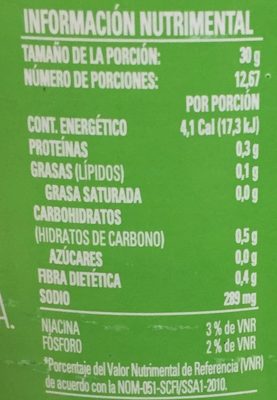 INFORMACIÓN NUTRIMENTAL
TAMAÑO DE LA PORCIÓN: 30 g
NÚMERO DE PORCIONES: 12,67
POR PORCIÓN
CONT. ENERGÉTICO 4,1 Cal (17,3 kJ)
PROTEÍNAS 0,3 g
GRASAS (LÍPIDOS) 0,1 g
GRASA SATURADA 0,0 g
CARBOHIDRATOS
(HIDRATOS DE CARBONO) 0,5 g
AZÚCARES 0,0 g
FIBRA DIETÉTICA 0,4 g
SODIO 289 mg
A.
NIACINA 3 % de VNR
FÓSFORO 2 % de VNR
*Porcentaje del Valor Nutrimental de Referencia (VNR)
de acuerdo con la NOM-051-SCFI/SSA1-2010.